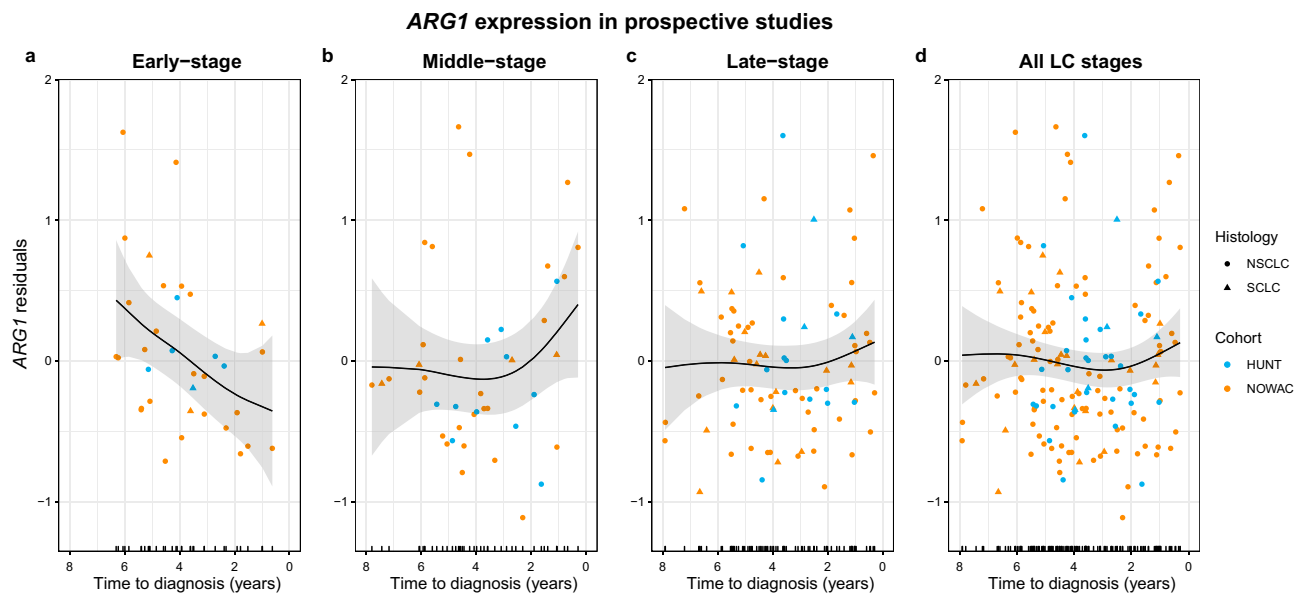 ARG1 expression in prospective studies
a Early−stage
b Middle−stage
c Late−stage
d All LC stages
ARG1 residuals
2
1
0
−1
8 6 4 2 0
Time to diagnosis (years)
2
1
0
−1
8 6 4 2 0
Time to diagnosis (years)
2
1
0
−1
8 6 4 2 0
Time to diagnosis (years)
2
1
0
−1
8 6 4 2 0
Time to diagnosis (years)
Histology
NSCLC
SCLC
Cohort
HUNT
NOWAC